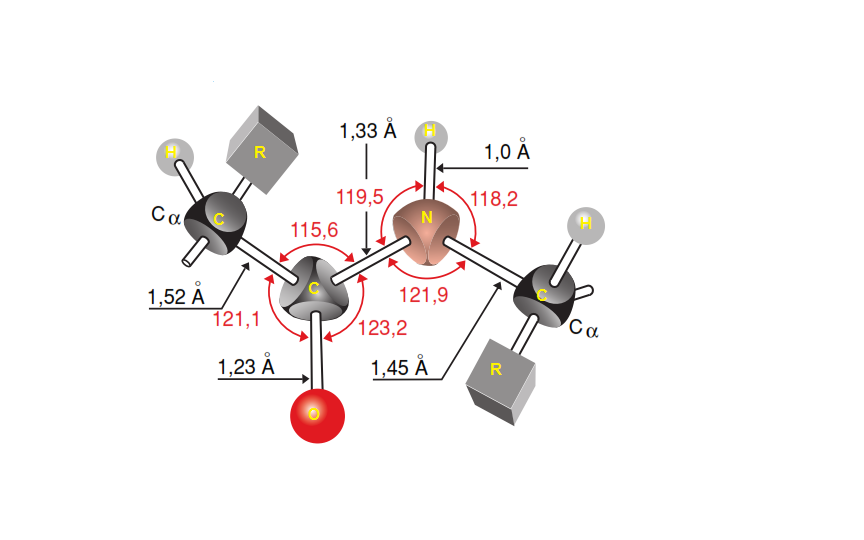 1,33 Å
H
1,0 Å
H
R
119,5
118,2
Cα
C
N
115,6
H
C
C
1,52 Å
121,9
121,1
123,2
Cα
1,23 Å
1,45 Å
R
O